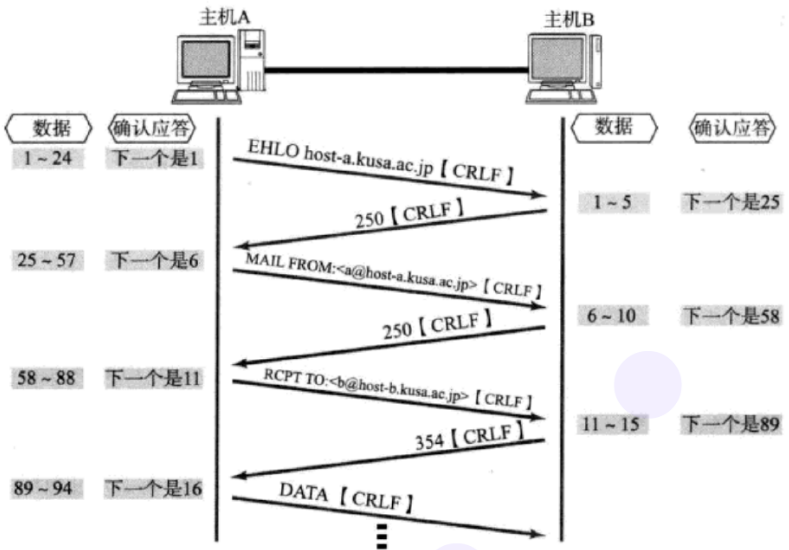 主机A 主机B
数据 确认应答 数据 确认应答
1~24 下一个是1
EHLO host-a.kusa.ac.jp【CRLF】
1~5 下一个是25
250【CRLF】
25~57 下一个是6
MAIL FROM:<a@host-a.kusa.ac.jp>【CRLF】
6~10 下一个是58
250【CRLF】
58~88 下一个是11
RCPT TO:<b@host-b.kusa.ac.jp>【CRLF】
11~15 下一个是89
354【CRLF】
89~94 下一个是16
DATA【CRLF】